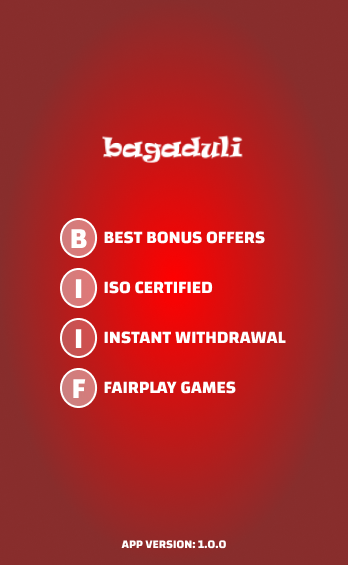 bagaduli
B BEST BONUS OFFERS
I ISO CERTIFIED
I INSTANT WITHDRAWAL
F FAIRPLAY GAMES
APP VERSION: 1.0.0